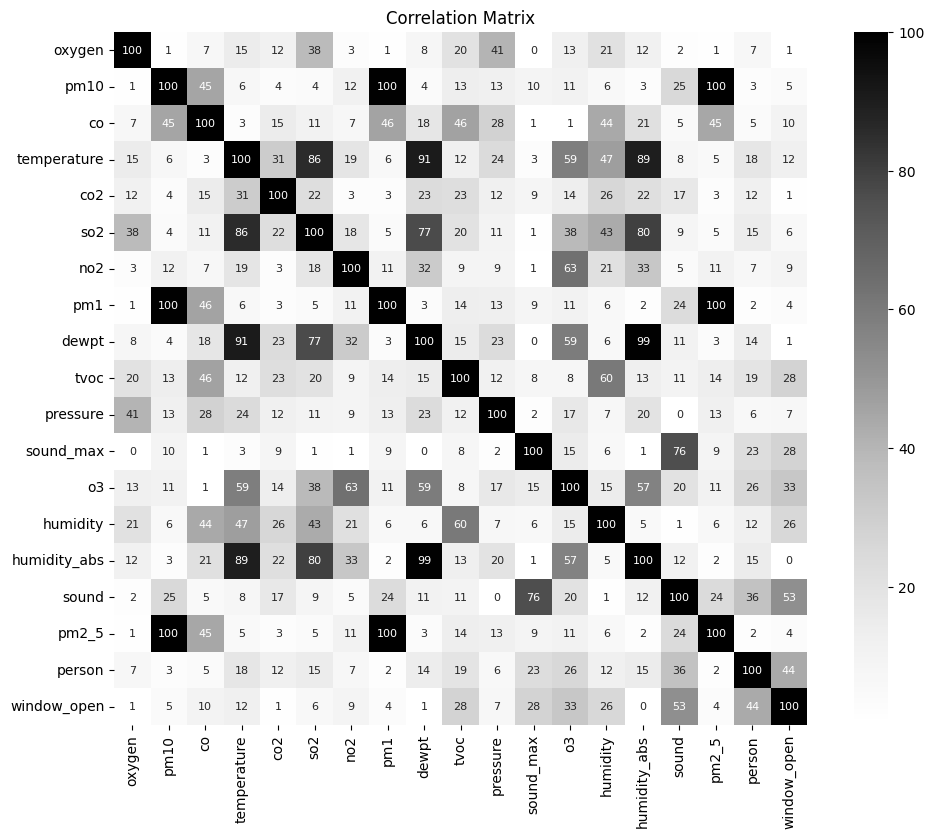 Correlation Matrix
oxygen 100 1 7 15 12 38 3 1 8 20 41 0 13 21 12 2 1 7 1
pm10 1 100 45 6 4 4 12 100 4 13 13 10 11 6 3 25 100 3 5
co 7 45 100 3 15 11 7 46 18 46 28 1 1 44 21 5 45 5 10
temperature 15 6 3 100 31 86 19 6 91 12 24 3 59 47 89 8 5 18 12
co2 12 4 15 31 100 22 3 3 23 23 12 9 14 26 22 17 3 12 1
so2 38 4 11 86 22 100 18 5 77 20 11 1 38 43 80 9 5 15 6
no2 3 12 7 19 3 18 100 11 32 9 9 1 63 21 33 5 11 7 9
pm1 1 100 46 6 3 5 11 100 3 14 13 9 11 6 2 24 100 2 4
dewpt 8 4 18 91 23 77 32 3 100 15 23 0 59 6 99 11 3 14 1
tvoc 20 13 46 12 23 20 9 14 15 100 12 8 8 60 13 11 14 19 28
pressure 41 13 28 24 12 11 9 13 23 12 100 2 17 7 20 0 13 6 7
sound_max 0 10 1 3 9 1 1 9 0 8 2 100 15 6 1 76 9 23 28
o3 13 11 1 59 14 38 63 11 59 8 17 15 100 15 57 20 11 26 33
humidity 21 6 44 47 26 43 21 6 6 60 7 6 15 100 5 1 6 12 26
humidity_abs 12 3 21 89 22 80 33 2 99 13 20 1 57 5 100 12 2 15 0
sound 2 25 5 8 17 9 5 24 11 11 0 76 20 1 12 100 24 36 53
pm2_5 1 100 45 5 3 5 11 100 3 14 13 9 11 6 2 24 100 2 4
person 7 3 5 18 12 15 7 2 14 19 6 23 26 12 15 36 2 100 44
window_open 1 5 10 12 1 6 9 4 1 28 7 28 33 26 0 53 4 44 100
oxygen pm10 co temperature co2 so2 no2 pm1 dewpt tvoc pressure sound_max o3 humidity humidity_abs sound pm2_5 person window_open
100
80
60
40
20